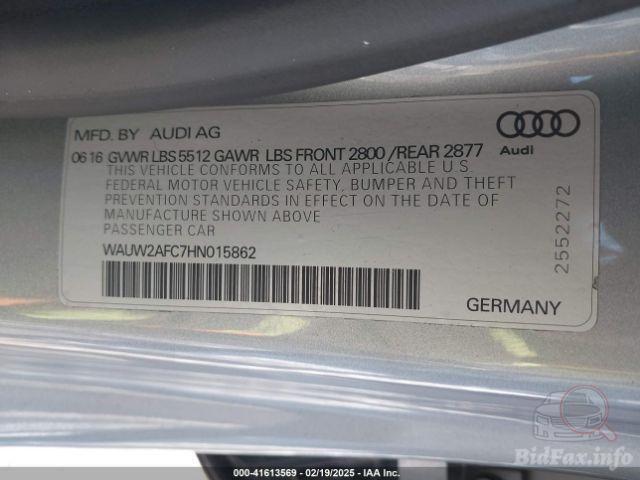 MFD. BY AUDI AG
Audi
06 16 GVWR LBS 5512 GAWR LBS FRONT 2800 /REAR 2877
THIS VEHICLE CONFORMS TO ALL APPLICABLE U.S.
FEDERAL MOTOR VEHICLE SAFETY, BUMPER AND THEFT
PREVENTION STANDARDS IN EFFECT ON THE DATE OF
MANUFACTURE SHOWN ABOVE
PASSENGER CAR
WAUW2AFC7HN015862
2552272
GERMANY
BidFax.info
000-41613569 - 02/19/2025 - IAA Inc.